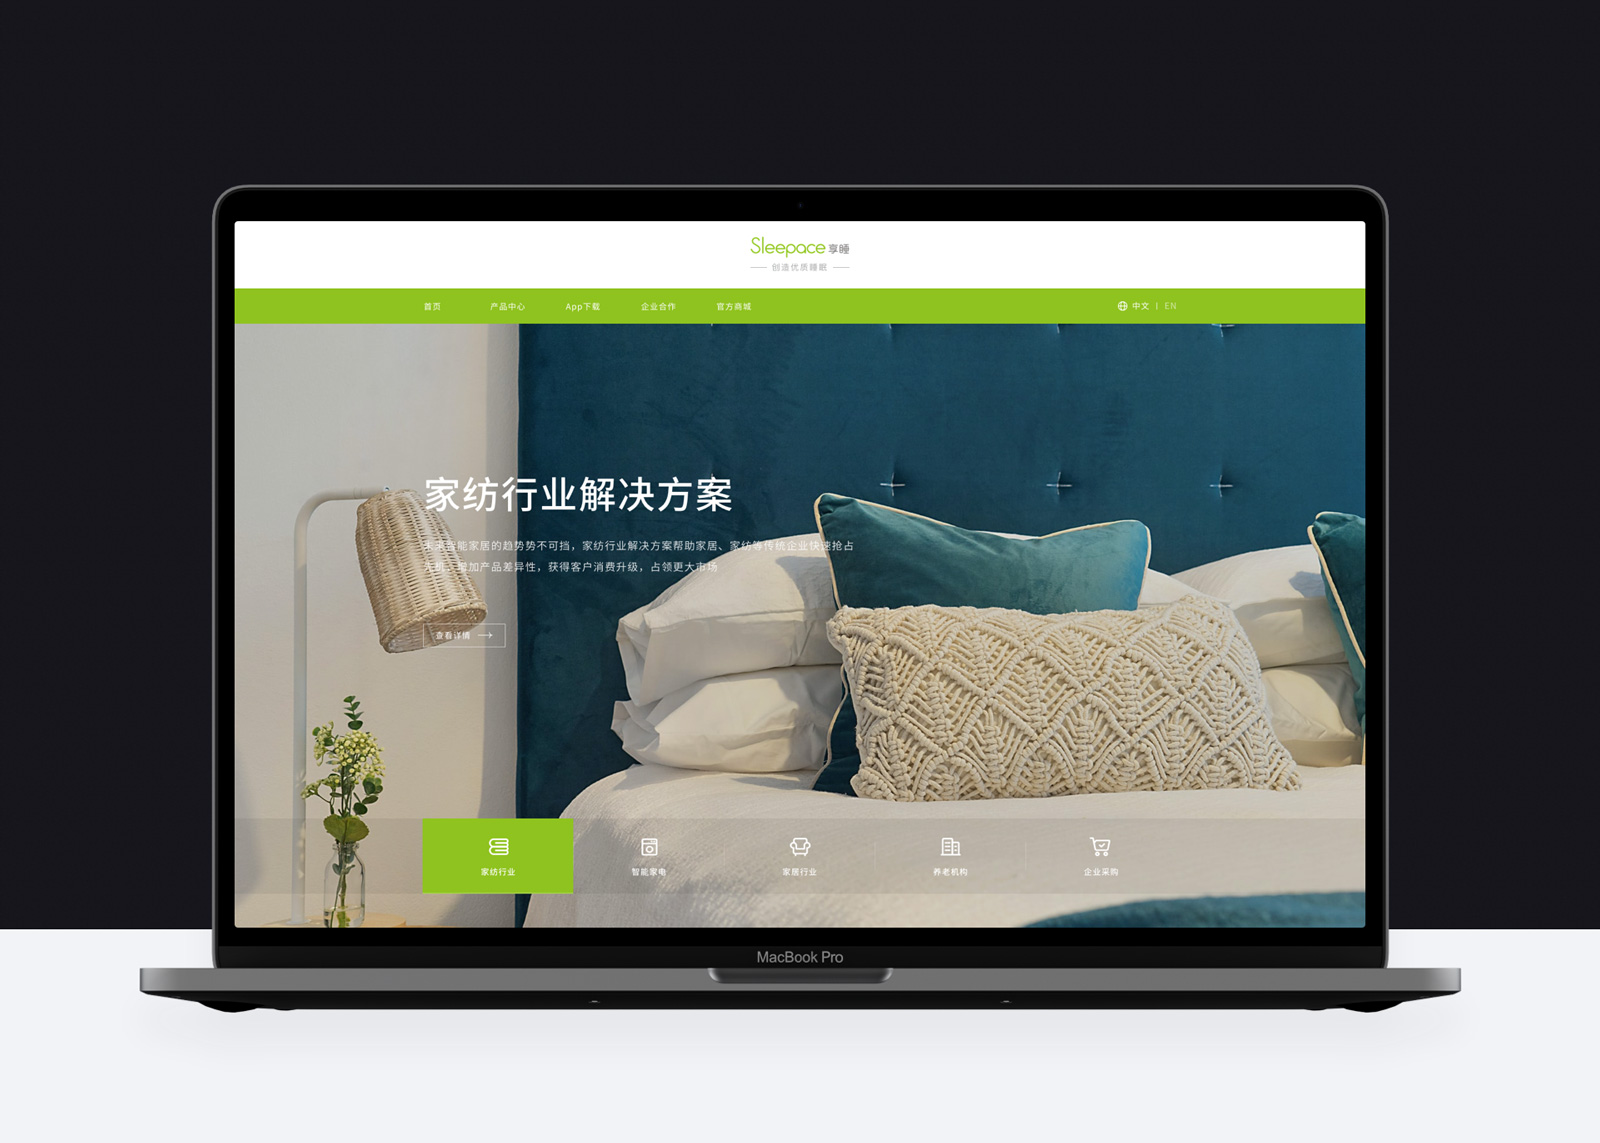 Sleepace 享睡
创造优质睡眠
首页 产品中心 App下载 企业合作 官方商城 中文 | EN
家纺行业解决方案
未来智能家居的趋势势不可挡，家纺行业解决方案帮助家居、家纺等传统企业快速抢占
先机，增加产品差异性，获得客户消费升级，占领更大市场
查看详情
家纺行业 智能家电 家居行业 养老机构 企业采购
MacBook Pro